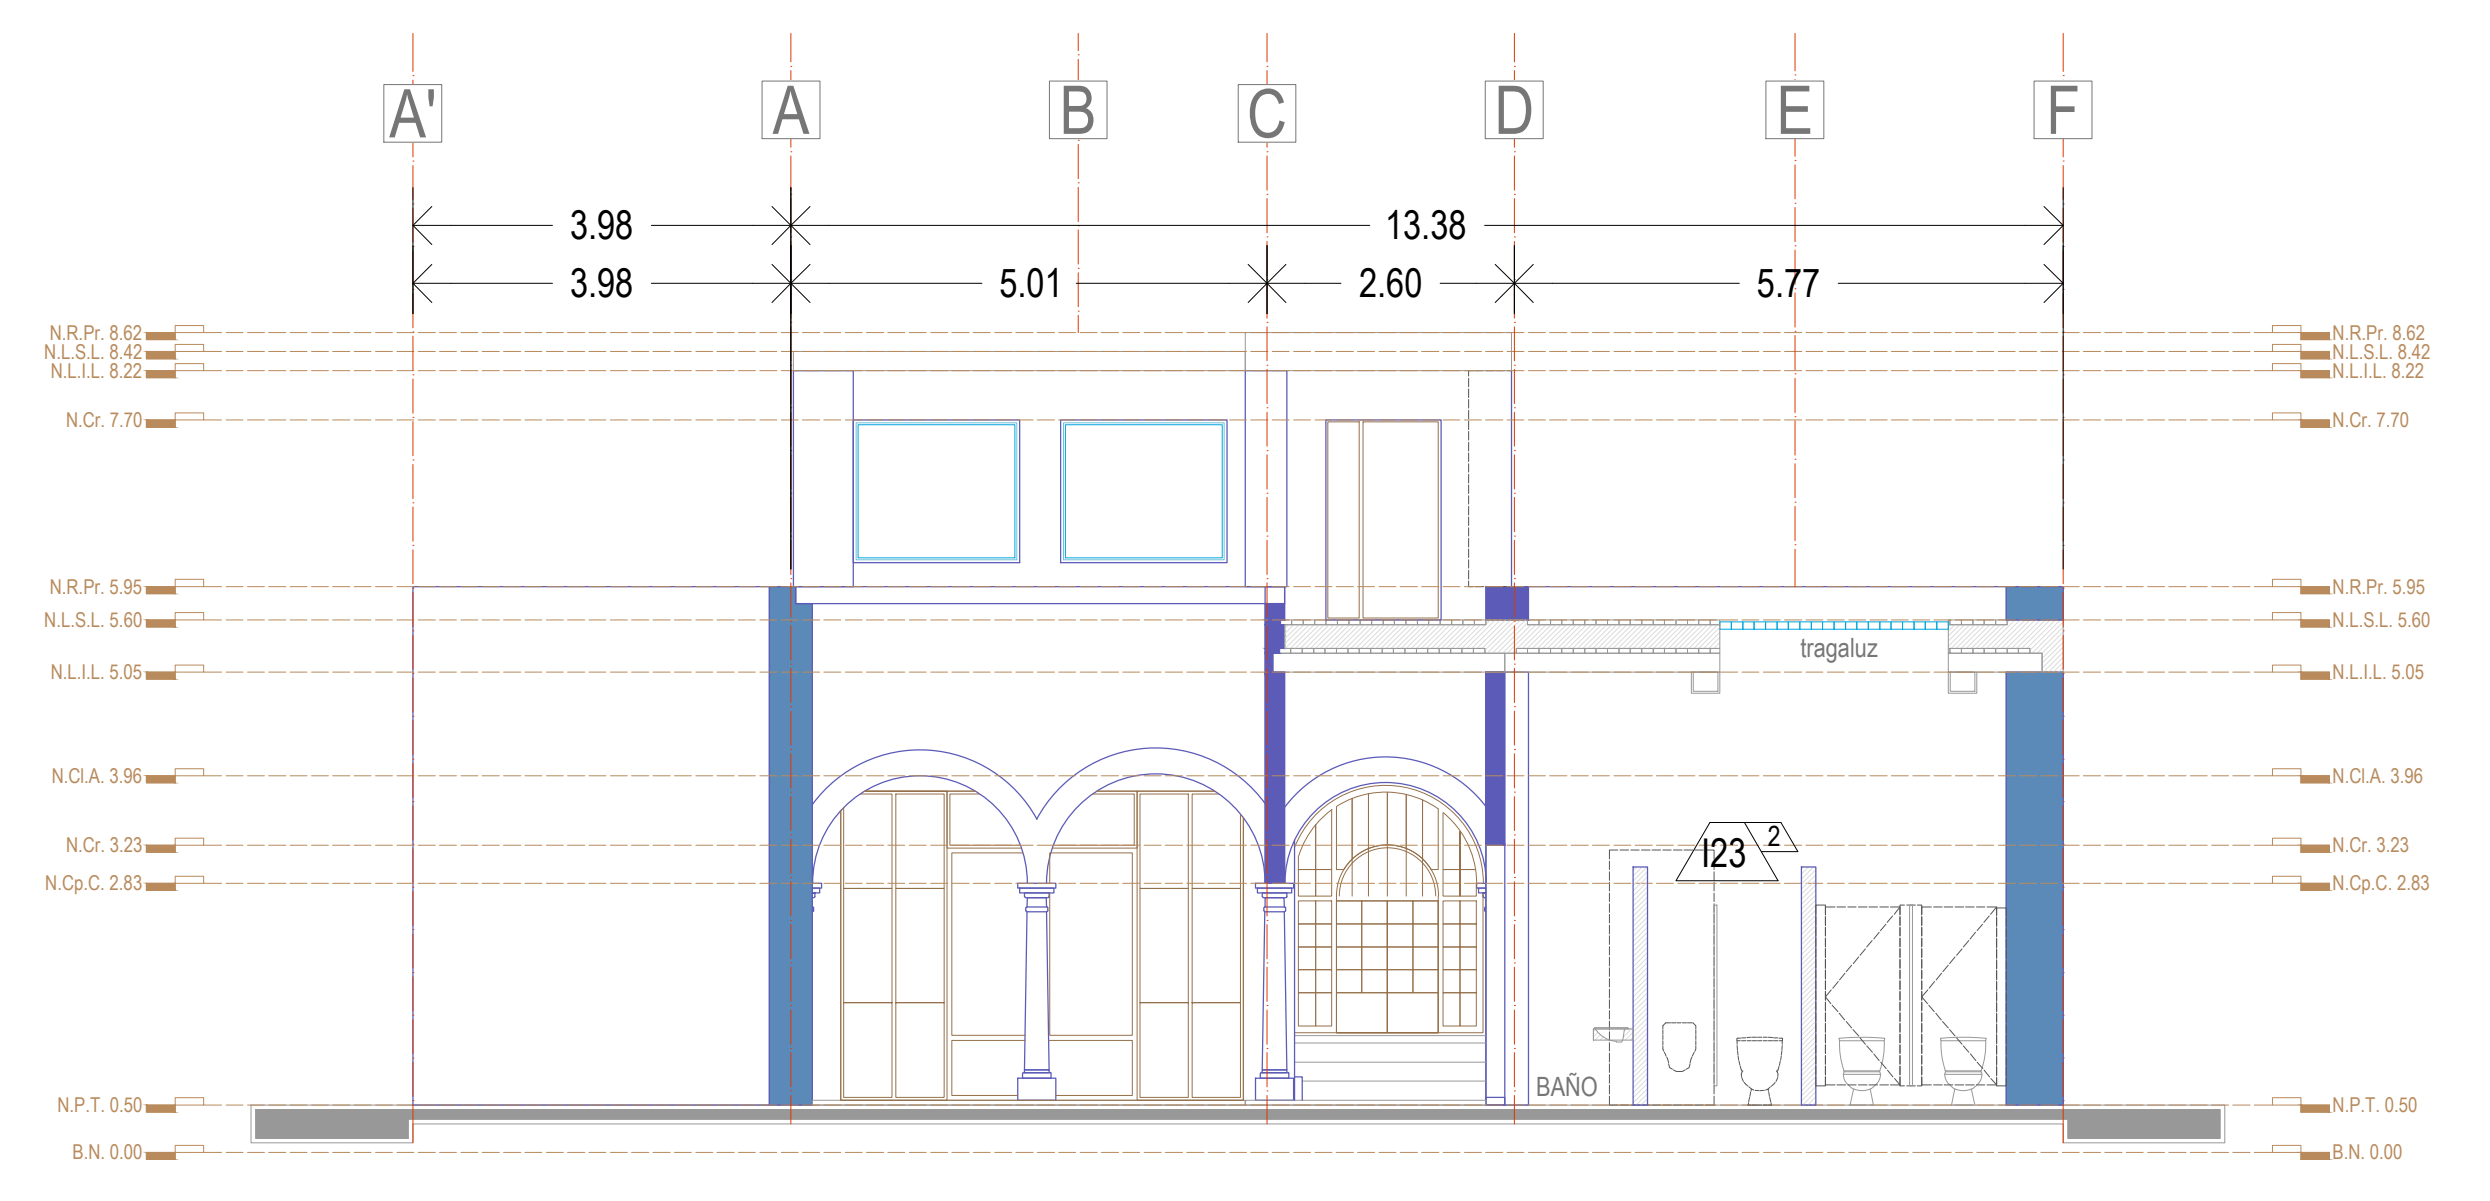 A' A B C D E F
3.98 13.38
3.98 5.01 2.60 5.77
N.R.Pr. 8.62 N.R.Pr. 8.62
N.L.S.L. 8.42 N.L.S.L. 8.42
N.L.I.L. 8.22 N.L.I.L. 8.22
N.Cr. 7.70 N.Cr. 7.70
N.R.Pr. 5.95 N.R.Pr. 5.95
N.L.S.L. 5.60 N.L.S.L. 5.60
tragaluz
N.L.I.L. 5.05 N.L.I.L. 5.05
N.Cl.A. 3.96 N.Cl.A. 3.96
I23 2
N.Cr. 3.23 N.Cr. 3.23
N.Cp.C. 2.83 N.Cp.C. 2.83
BAÑO
N.P.T. 0.50 N.P.T. 0.50
B.N. 0.00 B.N. 0.00